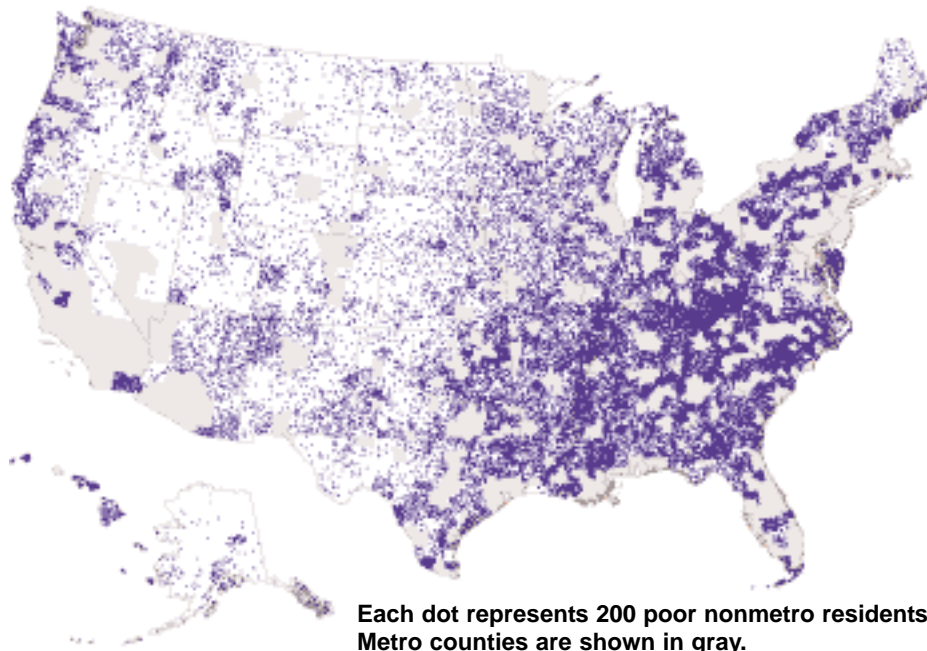 Each dot represents 200 poor nonmetro residents
Metro counties are shown in gray.